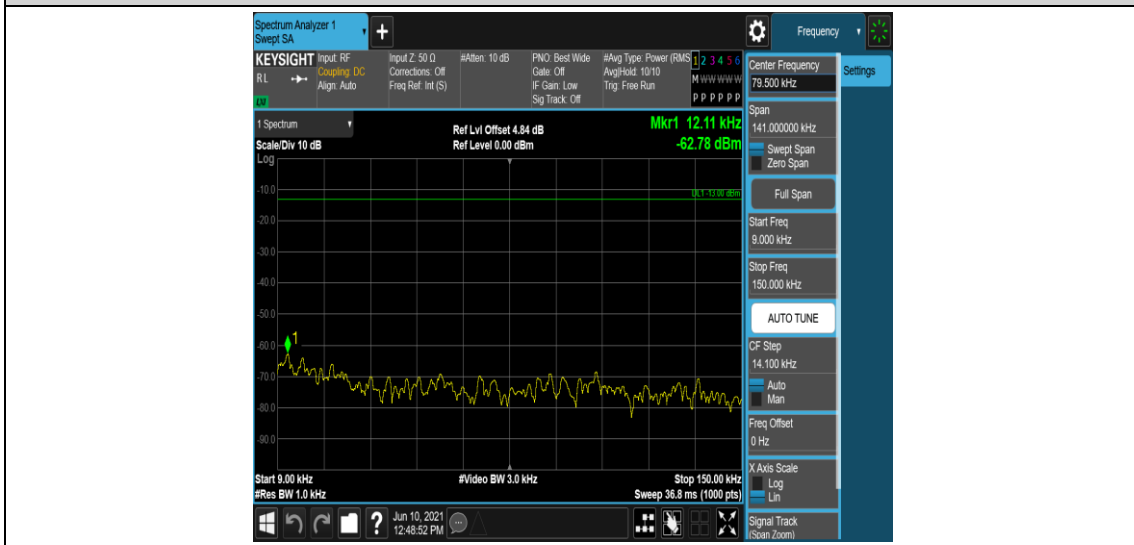 Spectrum Analyzer 1
Swept SA
+
Frequency
KEYSIGHT
RL
LXI
Input: RF
Coupling: DC
Align: Auto
Input Z: 50 Ω
Corrections: Off
Freq Ref: Int (S)
#Atten: 10 dB
PNO: Best Wide
Gate: Off
IF Gain: Low
Sig Track: Off
#Avg Type: Power (RMS
Avg|Hold: 10/10
Trig: Free Run
1 2 3 4 5 6
M W W W W W
P P P P P P
Center Frequency
79.500 kHz
Settings
1 Spectrum
Scale/Div 10 dB
Ref Lvl Offset 4.84 dB
Ref Level 0.00 dBm
Mkr1 12.11 kHz
-62.78 dBm
Log
-10.0
DL1 -13.00 dBm
-20.0
-30.0
-40.0
-50.0
-60.0
1
-70.0
-80.0
-90.0
Start 9.00 kHz
#Res BW 1.0 kHz
#Video BW 3.0 kHz
Stop 150.00 kHz
Sweep 36.8 ms (1000 pts)
Span
141.000000 kHz
Swept Span
Zero Span
Full Span
Start Freq
9.000 kHz
Stop Freq
150.000 kHz
AUTO TUNE
CF Step
14.100 kHz
Auto
Man
Freq Offset
0 Hz
X Axis Scale
Log
Lin
Signal Track
(Span Zoom)
?
Jun 10, 2021
12:48:52 PM